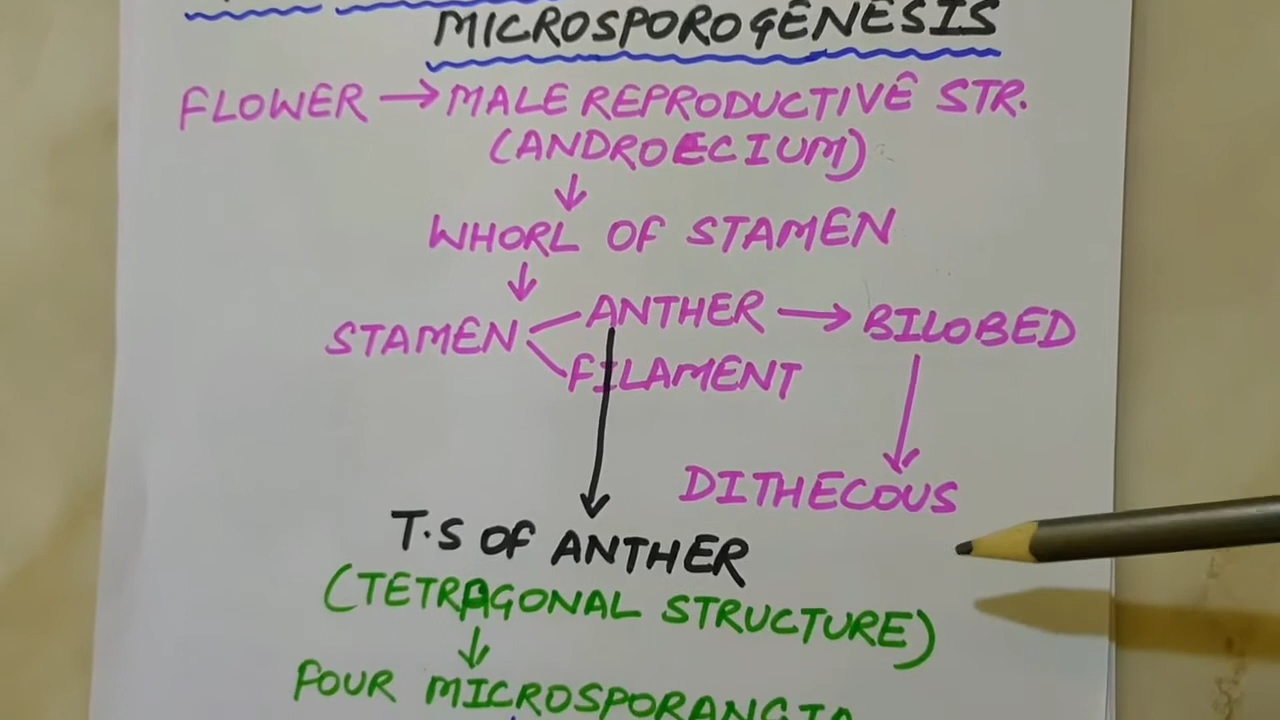 MICROSPOROGENESIS
FLOWER → MALE REPRODUCTIVE STR.
(ANDROECIUM)
↓
WHORL OF STAMEN
↓
STAMEN
ANTHER → BILOBED
FILAMENT
DITHECOUS
T.S OF ANTHER
(TETRAGONAL STRUCTURE)
↓
FOUR MICROSPORANGIA